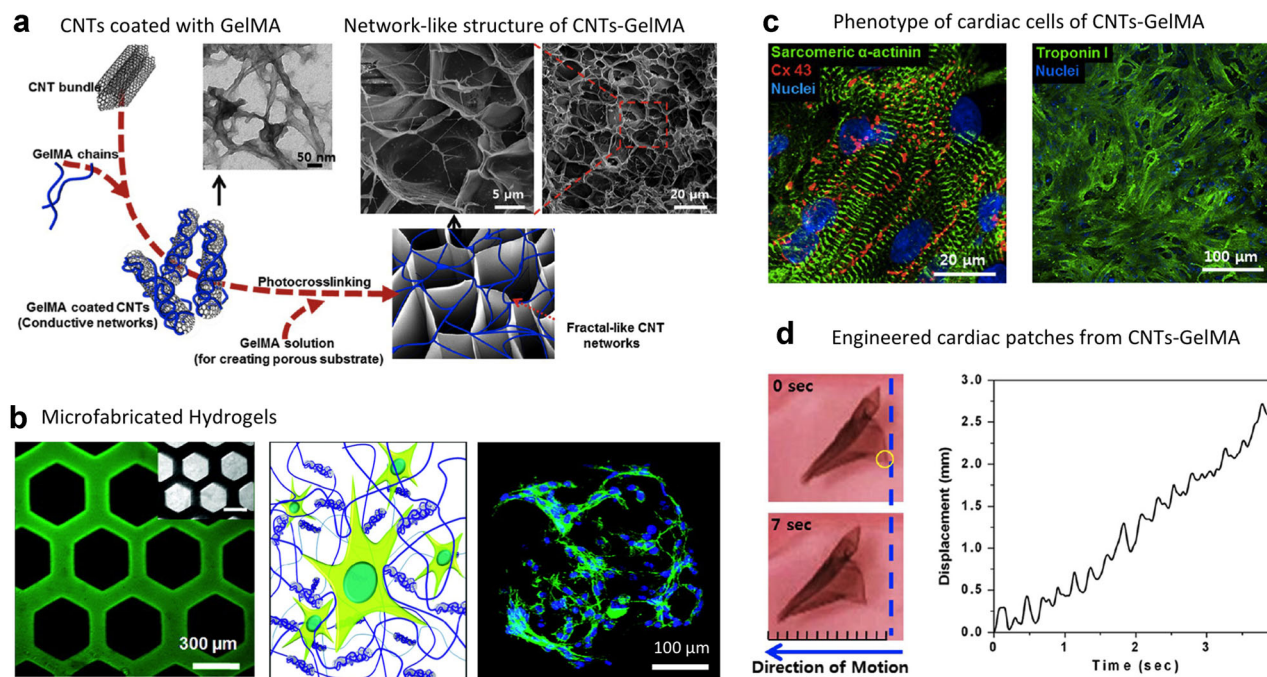 a
CNTs coated with GelMA
Network-like structure of CNTs-GelMA
CNT bundle
GelMA chains
50 nm
5 μm
20 μm
GelMA coated CNTs
(Conductive networks)
Photocrosslinking
GelMA solution
(for creating porous substrate)
Fractal-like CNT
networks
b
Microfabricated Hydrogels
300 μm
100 μm
c
Phenotype of cardiac cells of CNTs-GelMA
Sarcomeric α-actinin
Cx 43
Nuclei
20 μm
Troponin I
Nuclei
100 μm
d
Engineered cardiac patches from CNTs-GelMA
0 sec
7 sec
Direction of Motion
Displacement (mm)
3.0
2.5
2.0
1.5
1.0
0.5
0.0
0 1 2 3
Time (sec)